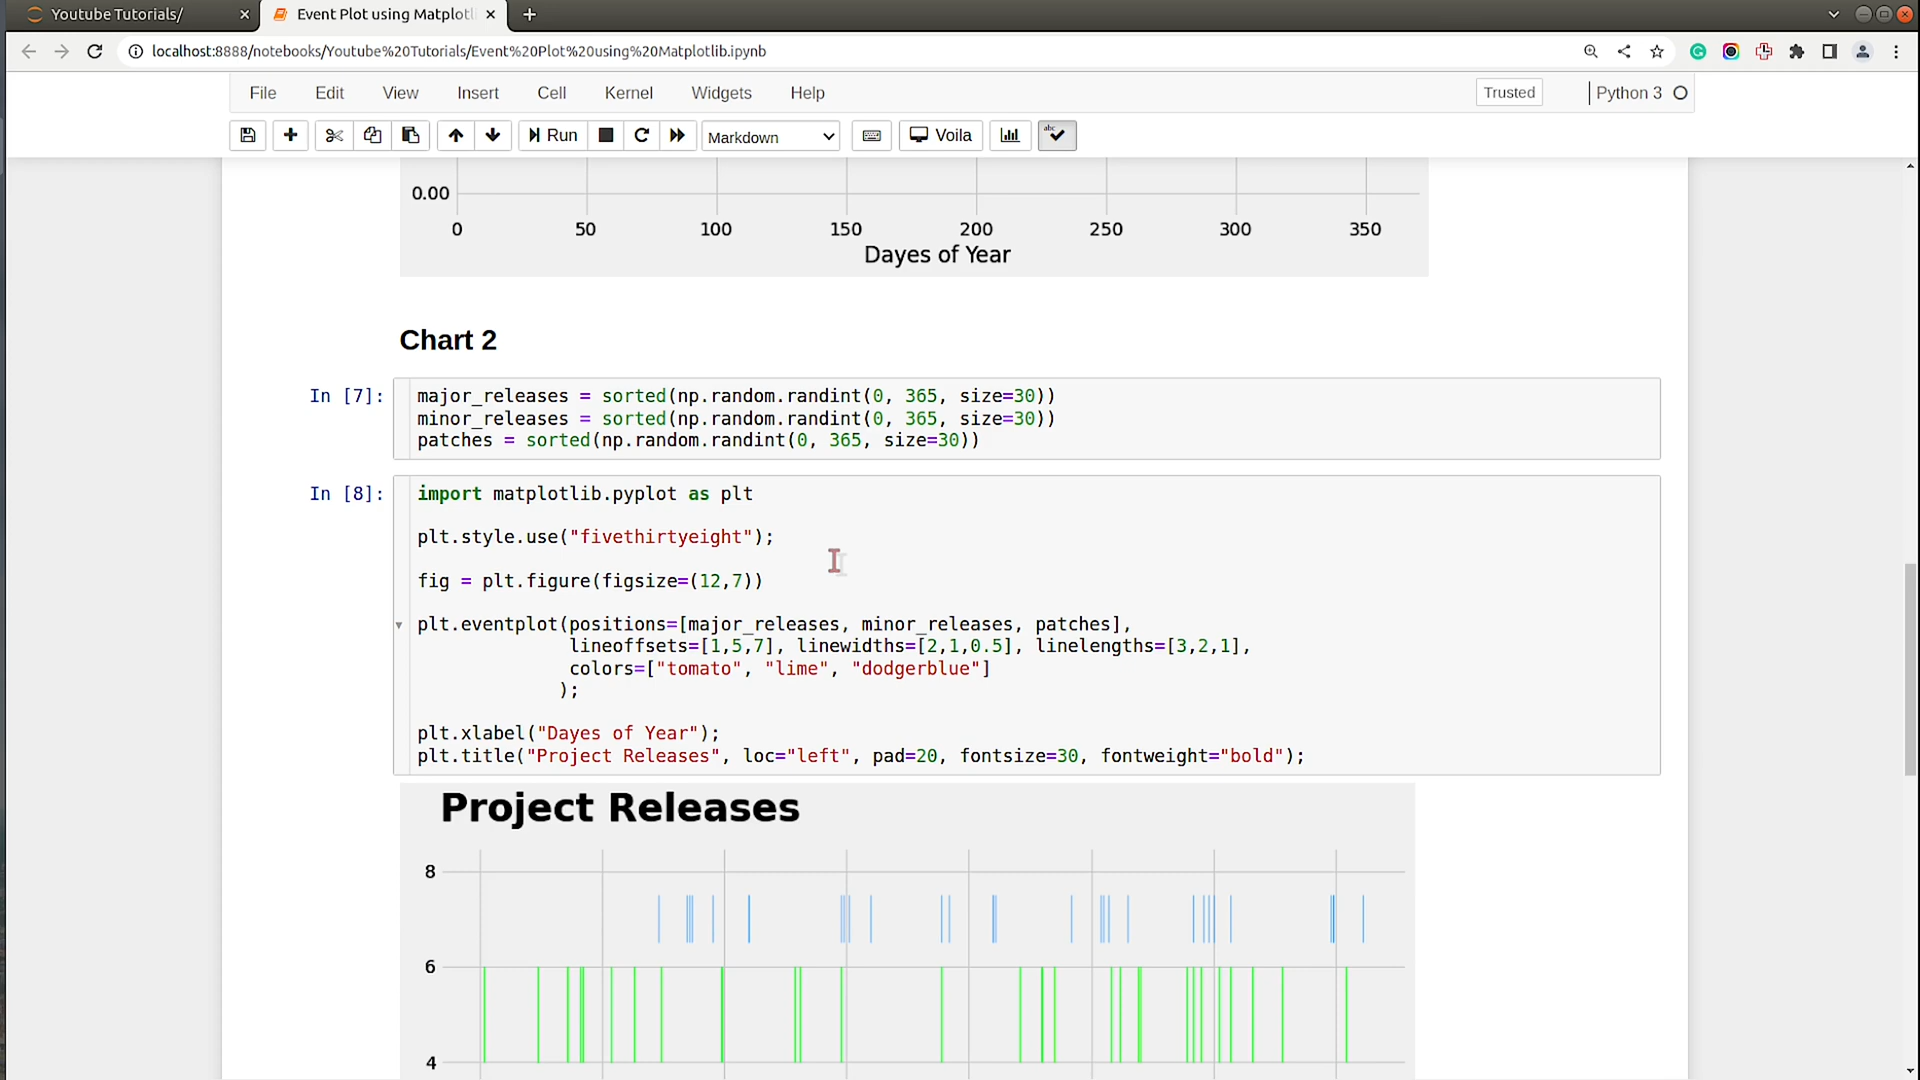 Youtube Tutorials/
Event Plot using Matplotl
localhost:8888/notebooks/Youtube%20Tutorials/Event%20Plot%20using%20Matplotlib.ipynb
File Edit View Insert Cell Kernel Widgets Help Trusted Python 3
Run Markdown Voila abc
0.00
0 50 100 150 200 250 300 350
Dayes of Year
Chart 2
In [7]: major_releases = sorted(np.random.randint(0, 365, size=30))
minor_releases = sorted(np.random.randint(0, 365, size=30))
patches = sorted(np.random.randint(0, 365, size=30))
In [8]: import matplotlib.pyplot as plt
plt.style.use("fivethirtyeight");
fig = plt.figure(figsize=(12,7))
plt.eventplot(positions=[major_releases, minor_releases, patches],
lineoffsets=[1,5,7], linewidths=[2,1,0.5], linelengths=[3,2,1],
colors=["tomato", "lime", "dodgerblue"]
);
plt.xlabel("Dayes of Year");
plt.title("Project Releases", loc="left", pad=20, fontsize=30, fontweight="bold");
Project Releases
8
6
4